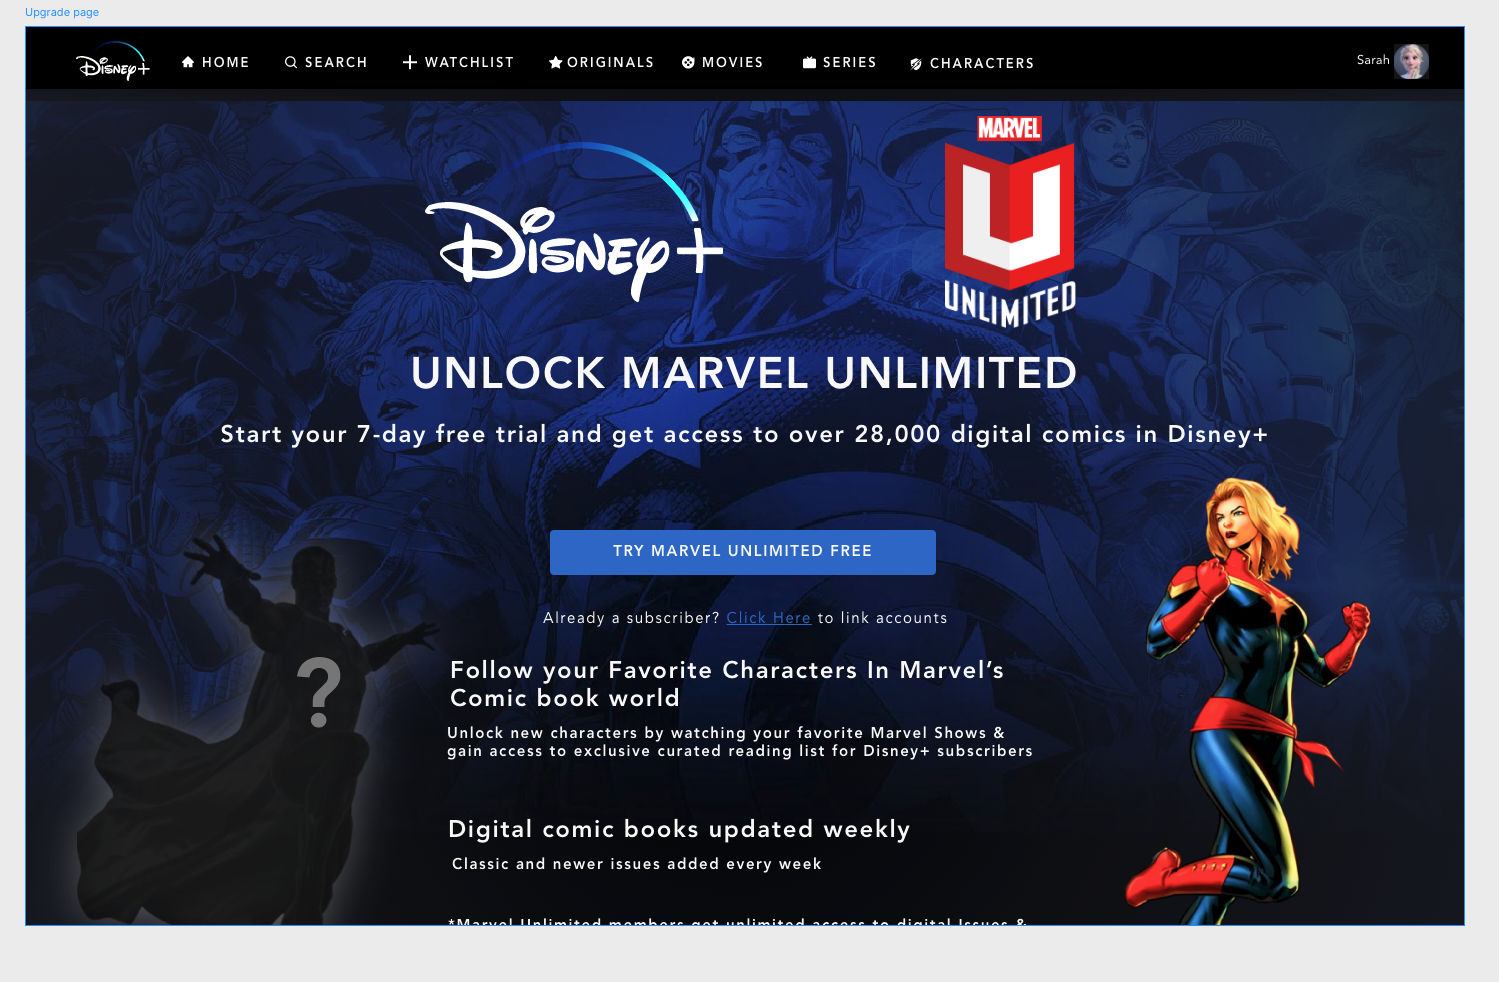 Upgrade page
Disney+
HOME
SEARCH
WATCHLIST
ORIGINALS
MOVIES
SERIES
CHARACTERS
Sarah
Disney+
MARVEL
UNLIMITED
UNLOCK MARVEL UNLIMITED
Start your 7-day free trial and get access to over 28,000 digital comics in Disney+
TRY MARVEL UNLIMITED FREE
Already a subscriber? Click Here to link accounts
?
Follow your Favorite Characters In Marvel’s
Comic book world
Unlock new characters by watching your favorite Marvel Shows &
gain access to exclusive curated reading list for Disney+ subscribers
Digital comic books updated weekly
Classic and newer issues added every week
*Marvel Unlimited members get unlimited access to digital Issues &